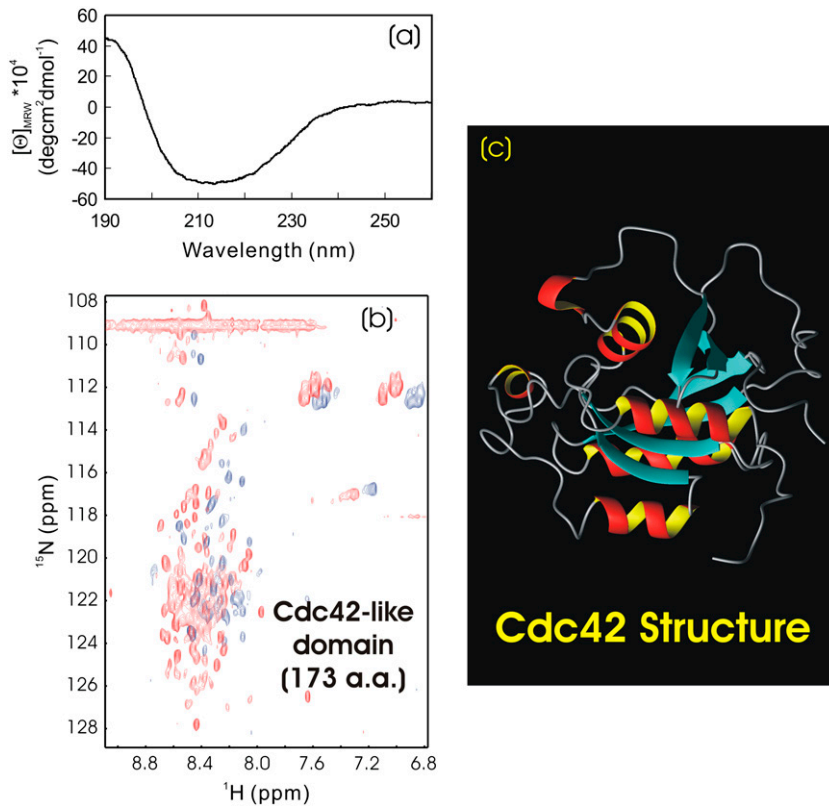 (a)
[Θ]MRW *10⁴
(degcm²dmol⁻¹)
60
40
20
0
-20
-40
-60
190
210
230
250
Wavelength (nm)
(b)
108
110
112
114
116
118
120
122
124
126
128
¹⁵N (ppm)
Cdc42-like
domain
(173 a.a.)
8.8
8.4
8.0
7.6
7.2
6.8
¹H (ppm)
(c)
Cdc42 Structure